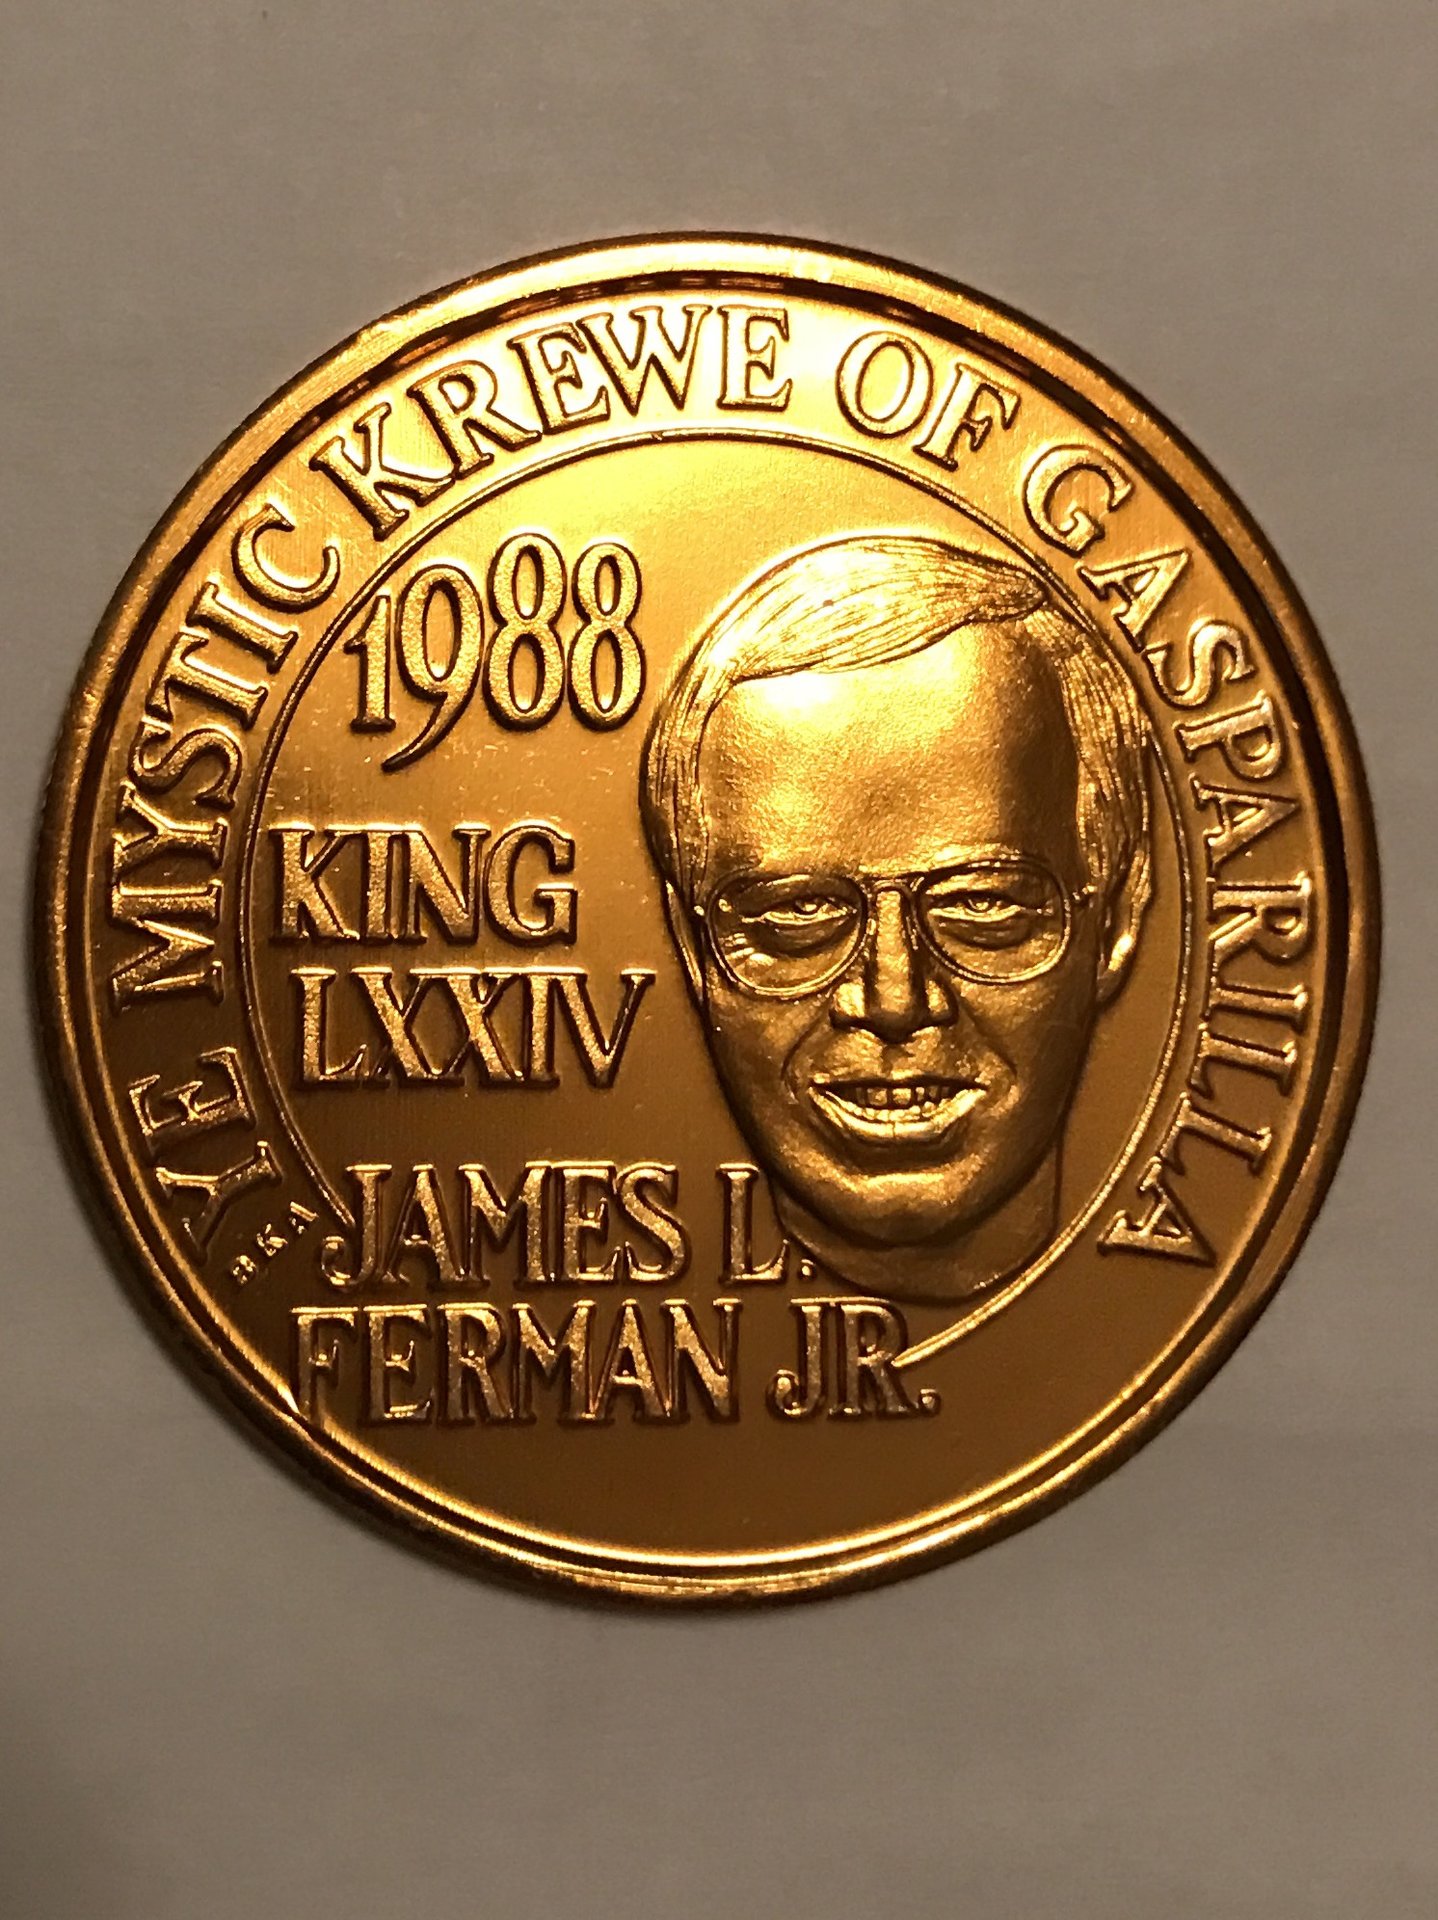 YE MYSTIC KREWE OF GASPARILLA
1988
KING
LXXIV
JAMES L.
FERMAN JR.